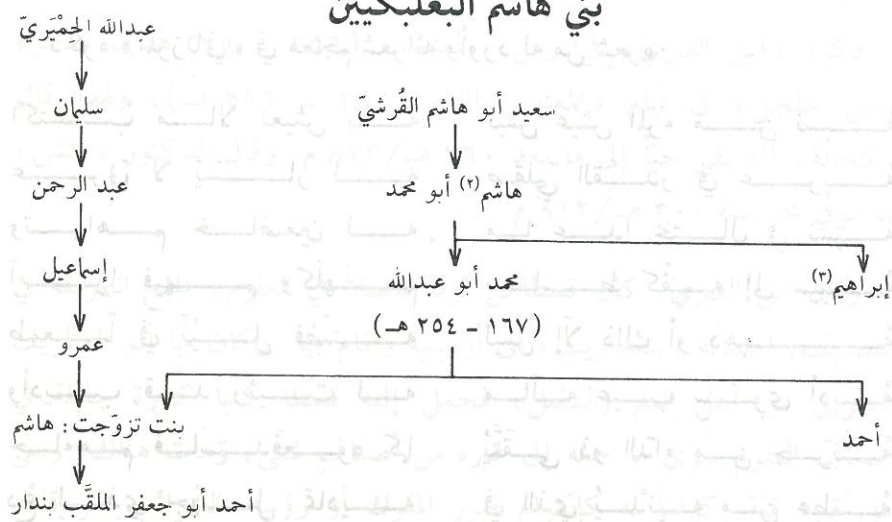 بني هاشم البعلبكيين
عبدالله الحِمْيَريّ
سعيد أبو هاشم القُرشيّ
سليمان
هاشم (٢) أبو محمد
عبد الرحمن
إبراهيم (٣)
محمد أبو عبدالله
إسماعيل
(١٦٧ - ٢٥٤ هـ)
عمرو
أحمد
بنت تزوّجت: هاشم
أحمد أبو جعفر الملقَّب بندار